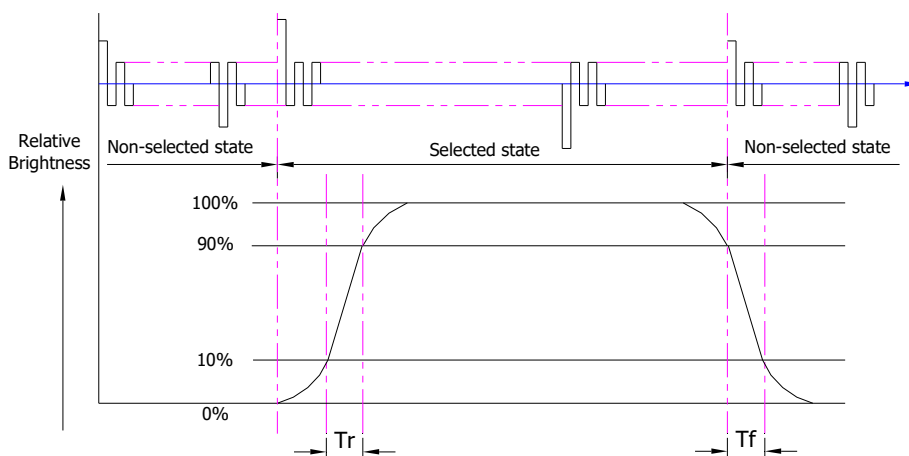 Relative
Brightness
Non-selected state
Selected state
Non-selected state
100%
90%
10%
0%
Tr
Tf